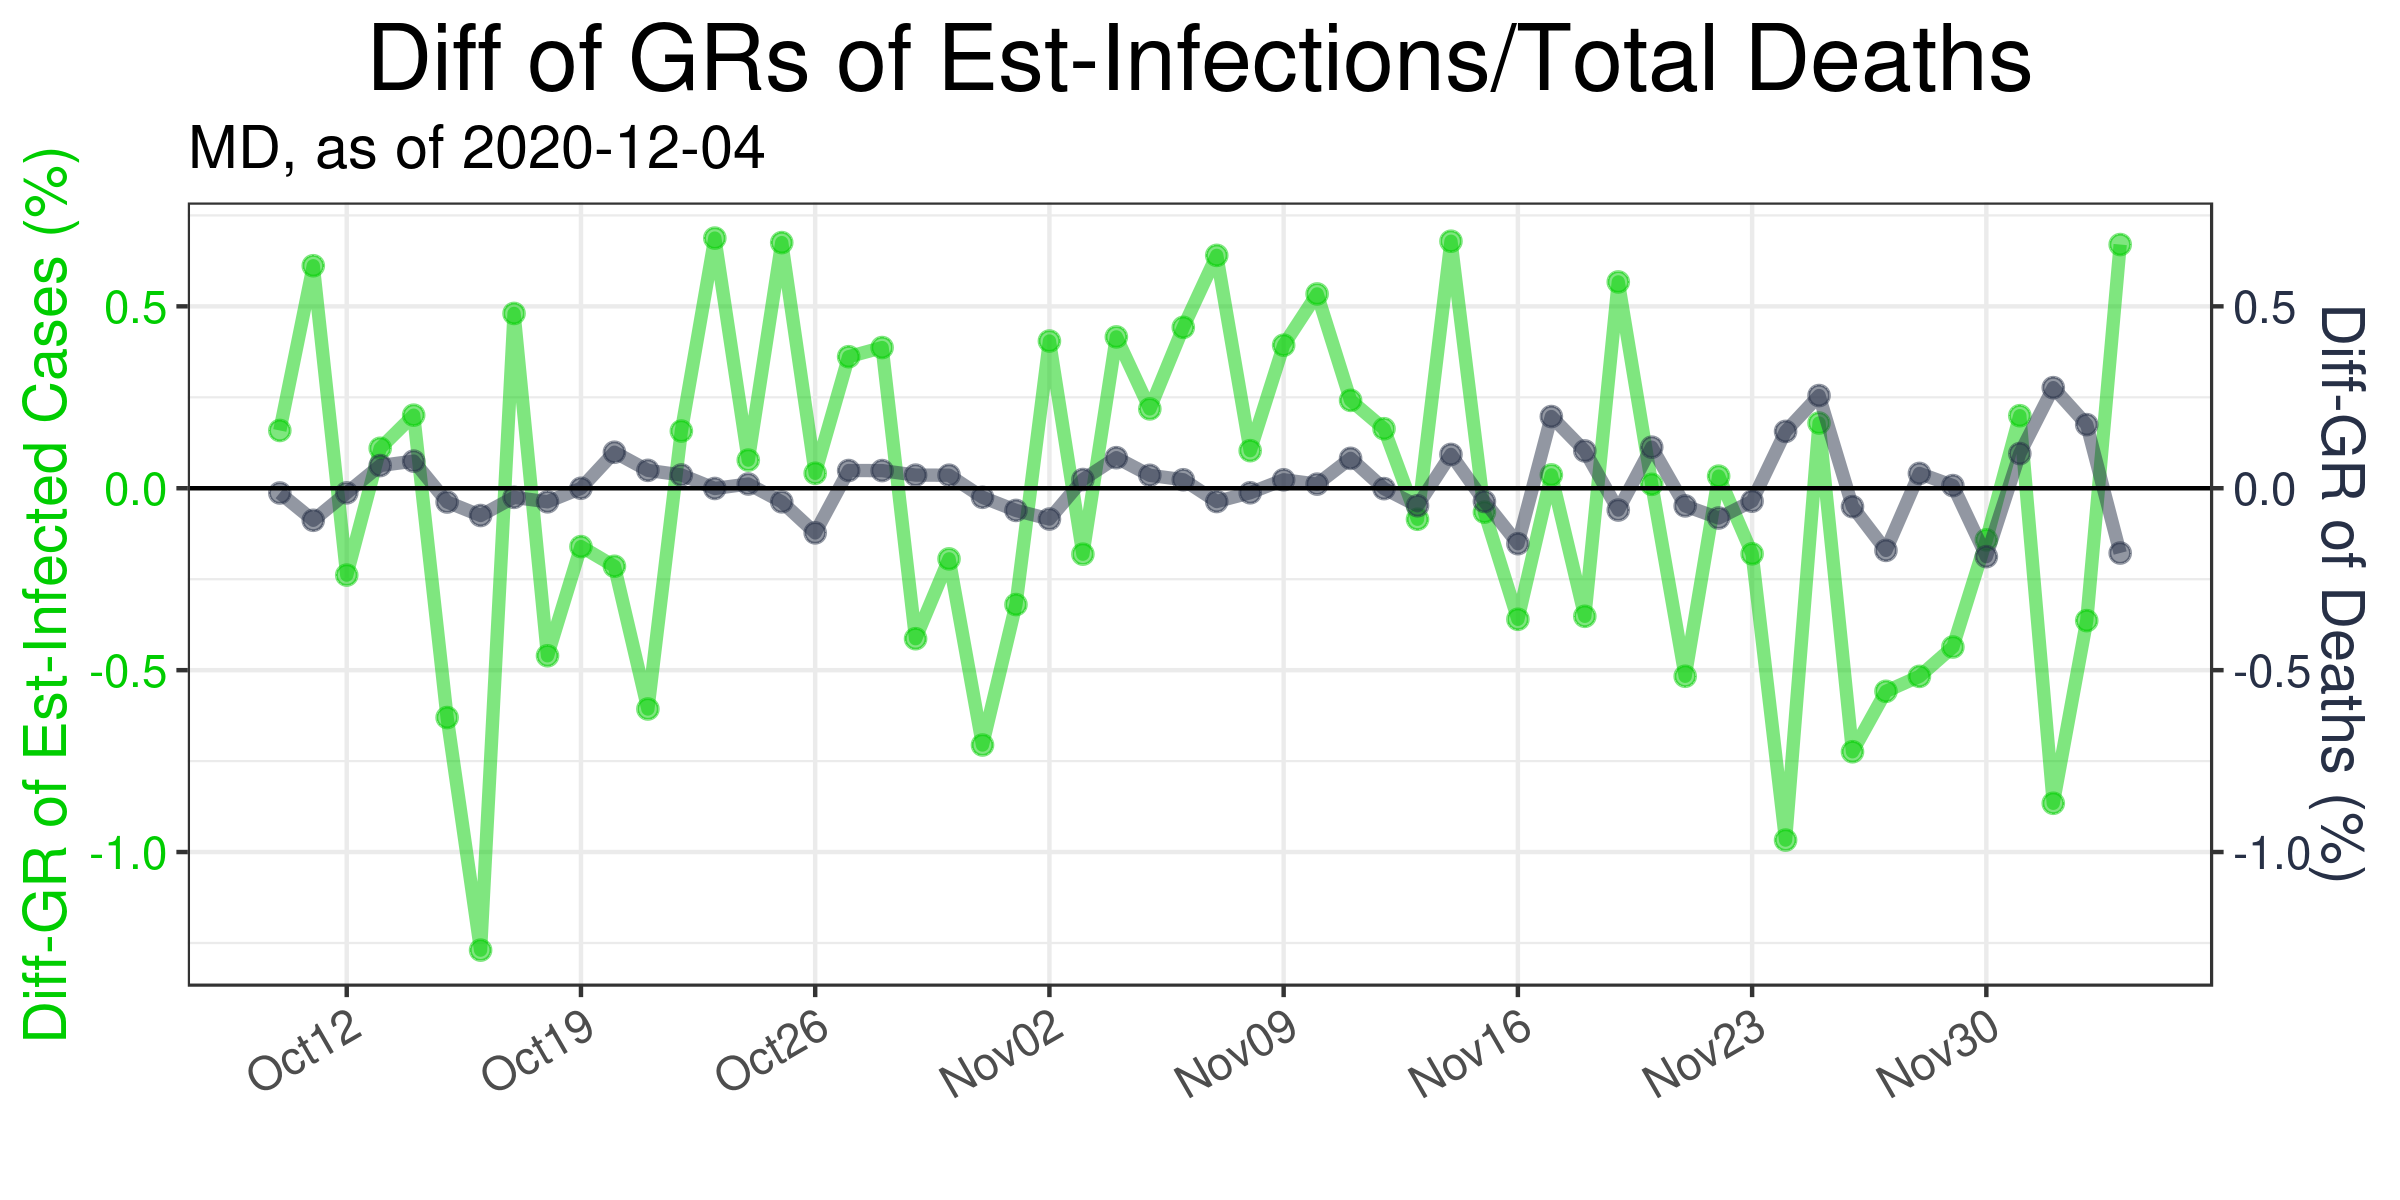 Diff of GRs of Est-Infections/Total Deaths
MD, as of 2020-12-04
Diff-GR of Est-Infected Cases (%)
0.5
0.0
-0.5
-1.0
0.5
0.0
-0.5
-1.0
Diff-GR of Deaths (%)
Oct12
Oct19
Oct26
Nov02
Nov09
Nov16
Nov23
Nov30